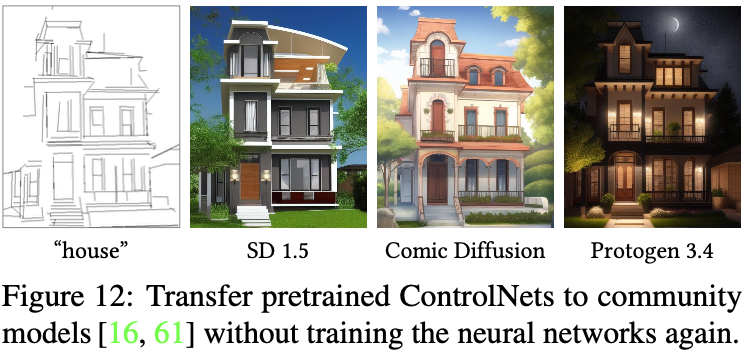 “house” SD 1.5 Comic Diffusion Protogen 3.4
Figure 12: Transfer pretrained ControlNets to community
models [16, 61] without training the neural networks again.